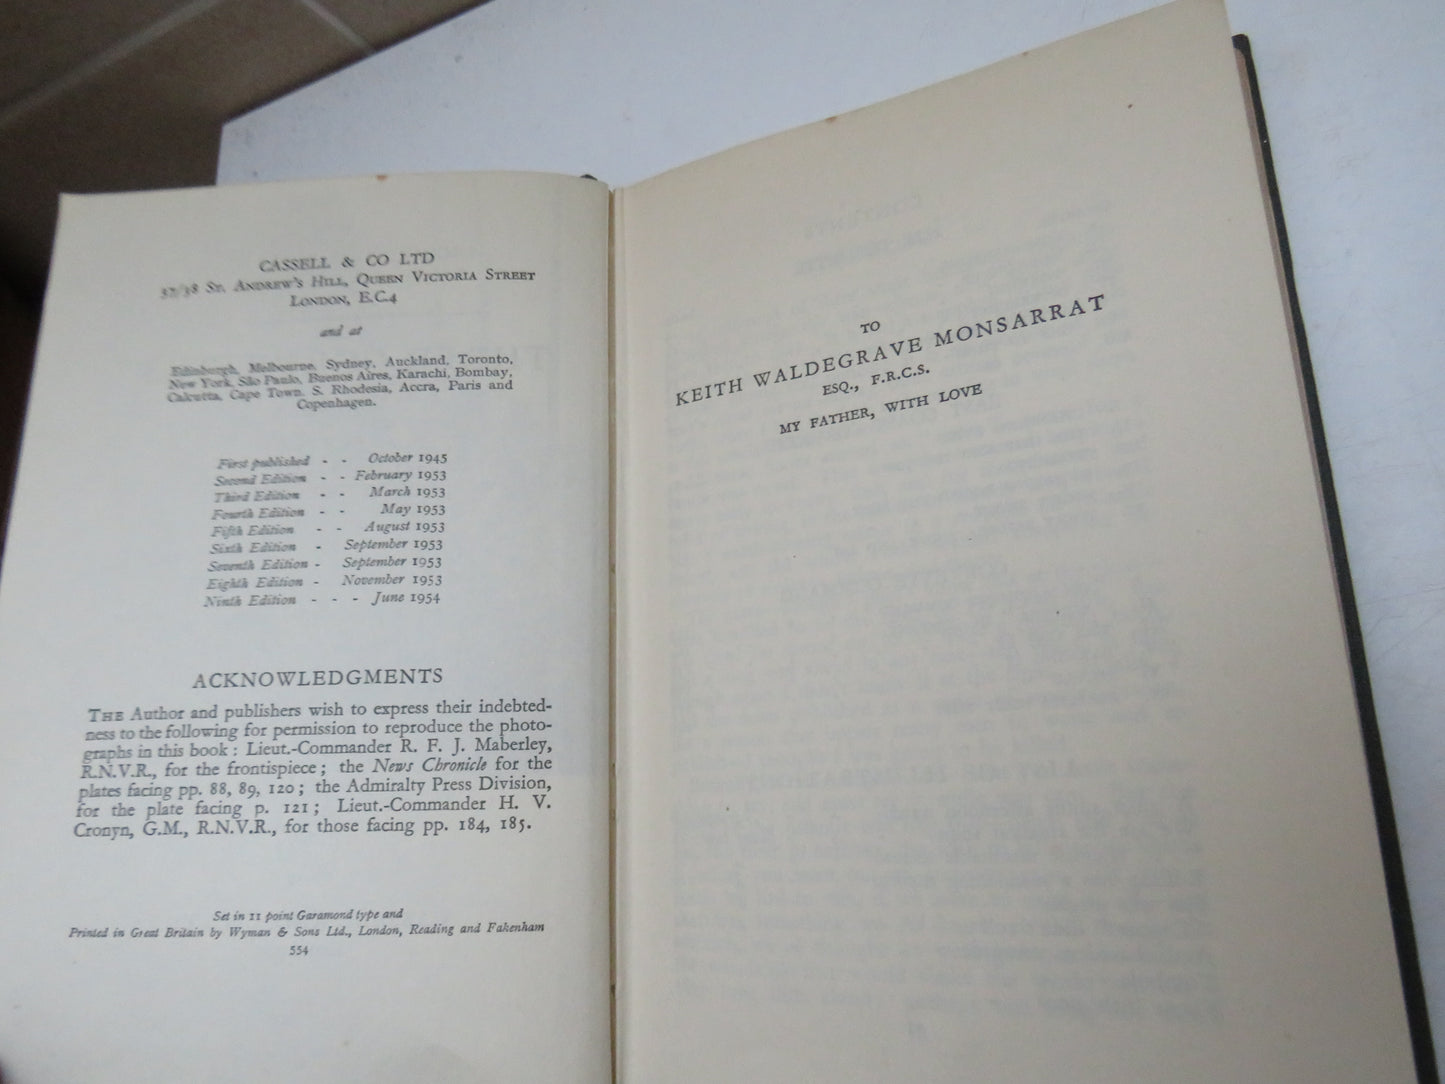 CASSELL & CO LTD
37/38 St. Andrew's Hill, Queen Victoria Street
London, E.C.4
and at
Edinburgh, Melbourne, Sydney, Auckland, Toronto,
New York, São Paulo, Buenos Aires, Karachi, Bombay,
Calcutta, Cape Town, S. Rhodesia, Accra, Paris and
Copenhagen.
First published - - October 1945
Second Edition - - February 1953
Third Edition - - March 1953
Fourth Edition - - May 1953
Fifth Edition - - August 1953
Sixth Edition - September 1953
Seventh Edition - September 1953
Eighth Edition - November 1953
Ninth Edition - - - June 1954
ACKNOWLEDGMENTS
The Author and publishers wish to express their indebted-
ness to the following for permission to reproduce the photo-
graphs in this book : Lieut.-Commander R. F. J. Maberley,
R.N.V.R., for the frontispiece ; the News Chronicle for the
plates facing pp. 88, 89, 120 ; the Admiralty Press Division,
for the plate facing p. 121 ; Lieut.-Commander H. V.
Cronyn, G.M., R.N.V.R., for those facing pp. 184, 185.
Set in 11 point Garamond type and
Printed in Great Britain by Wyman & Sons Ltd., London, Reading and Fakenham
554
TO
KEITH WALDEGRAVE MONSARRAT
ESQ., F.R.C.S.
MY FATHER, WITH LOVE